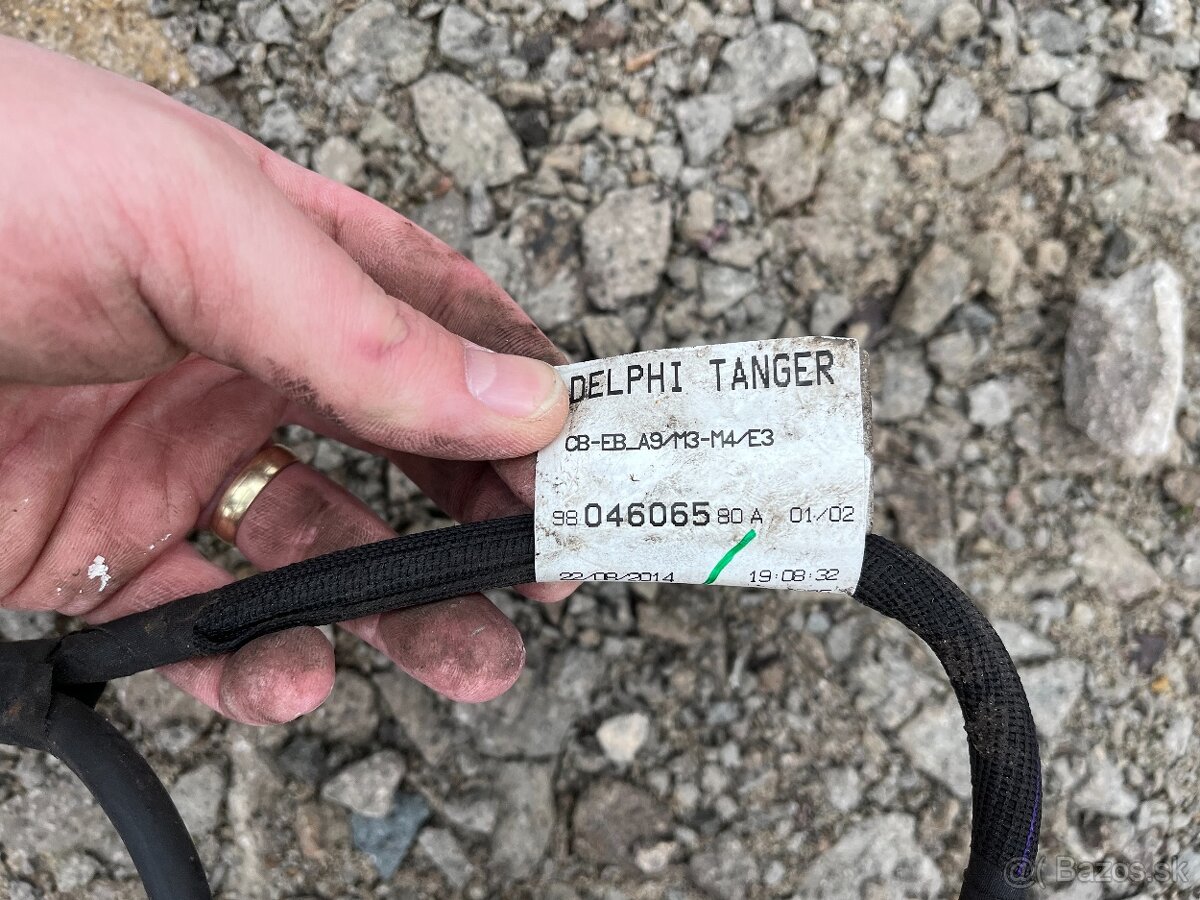 DELPHI TANGER
CB-EB_A9/M3-M4/E3
98 046065 80 A 01/02
22/08/2014 19:08:32
@ Bazos.sk